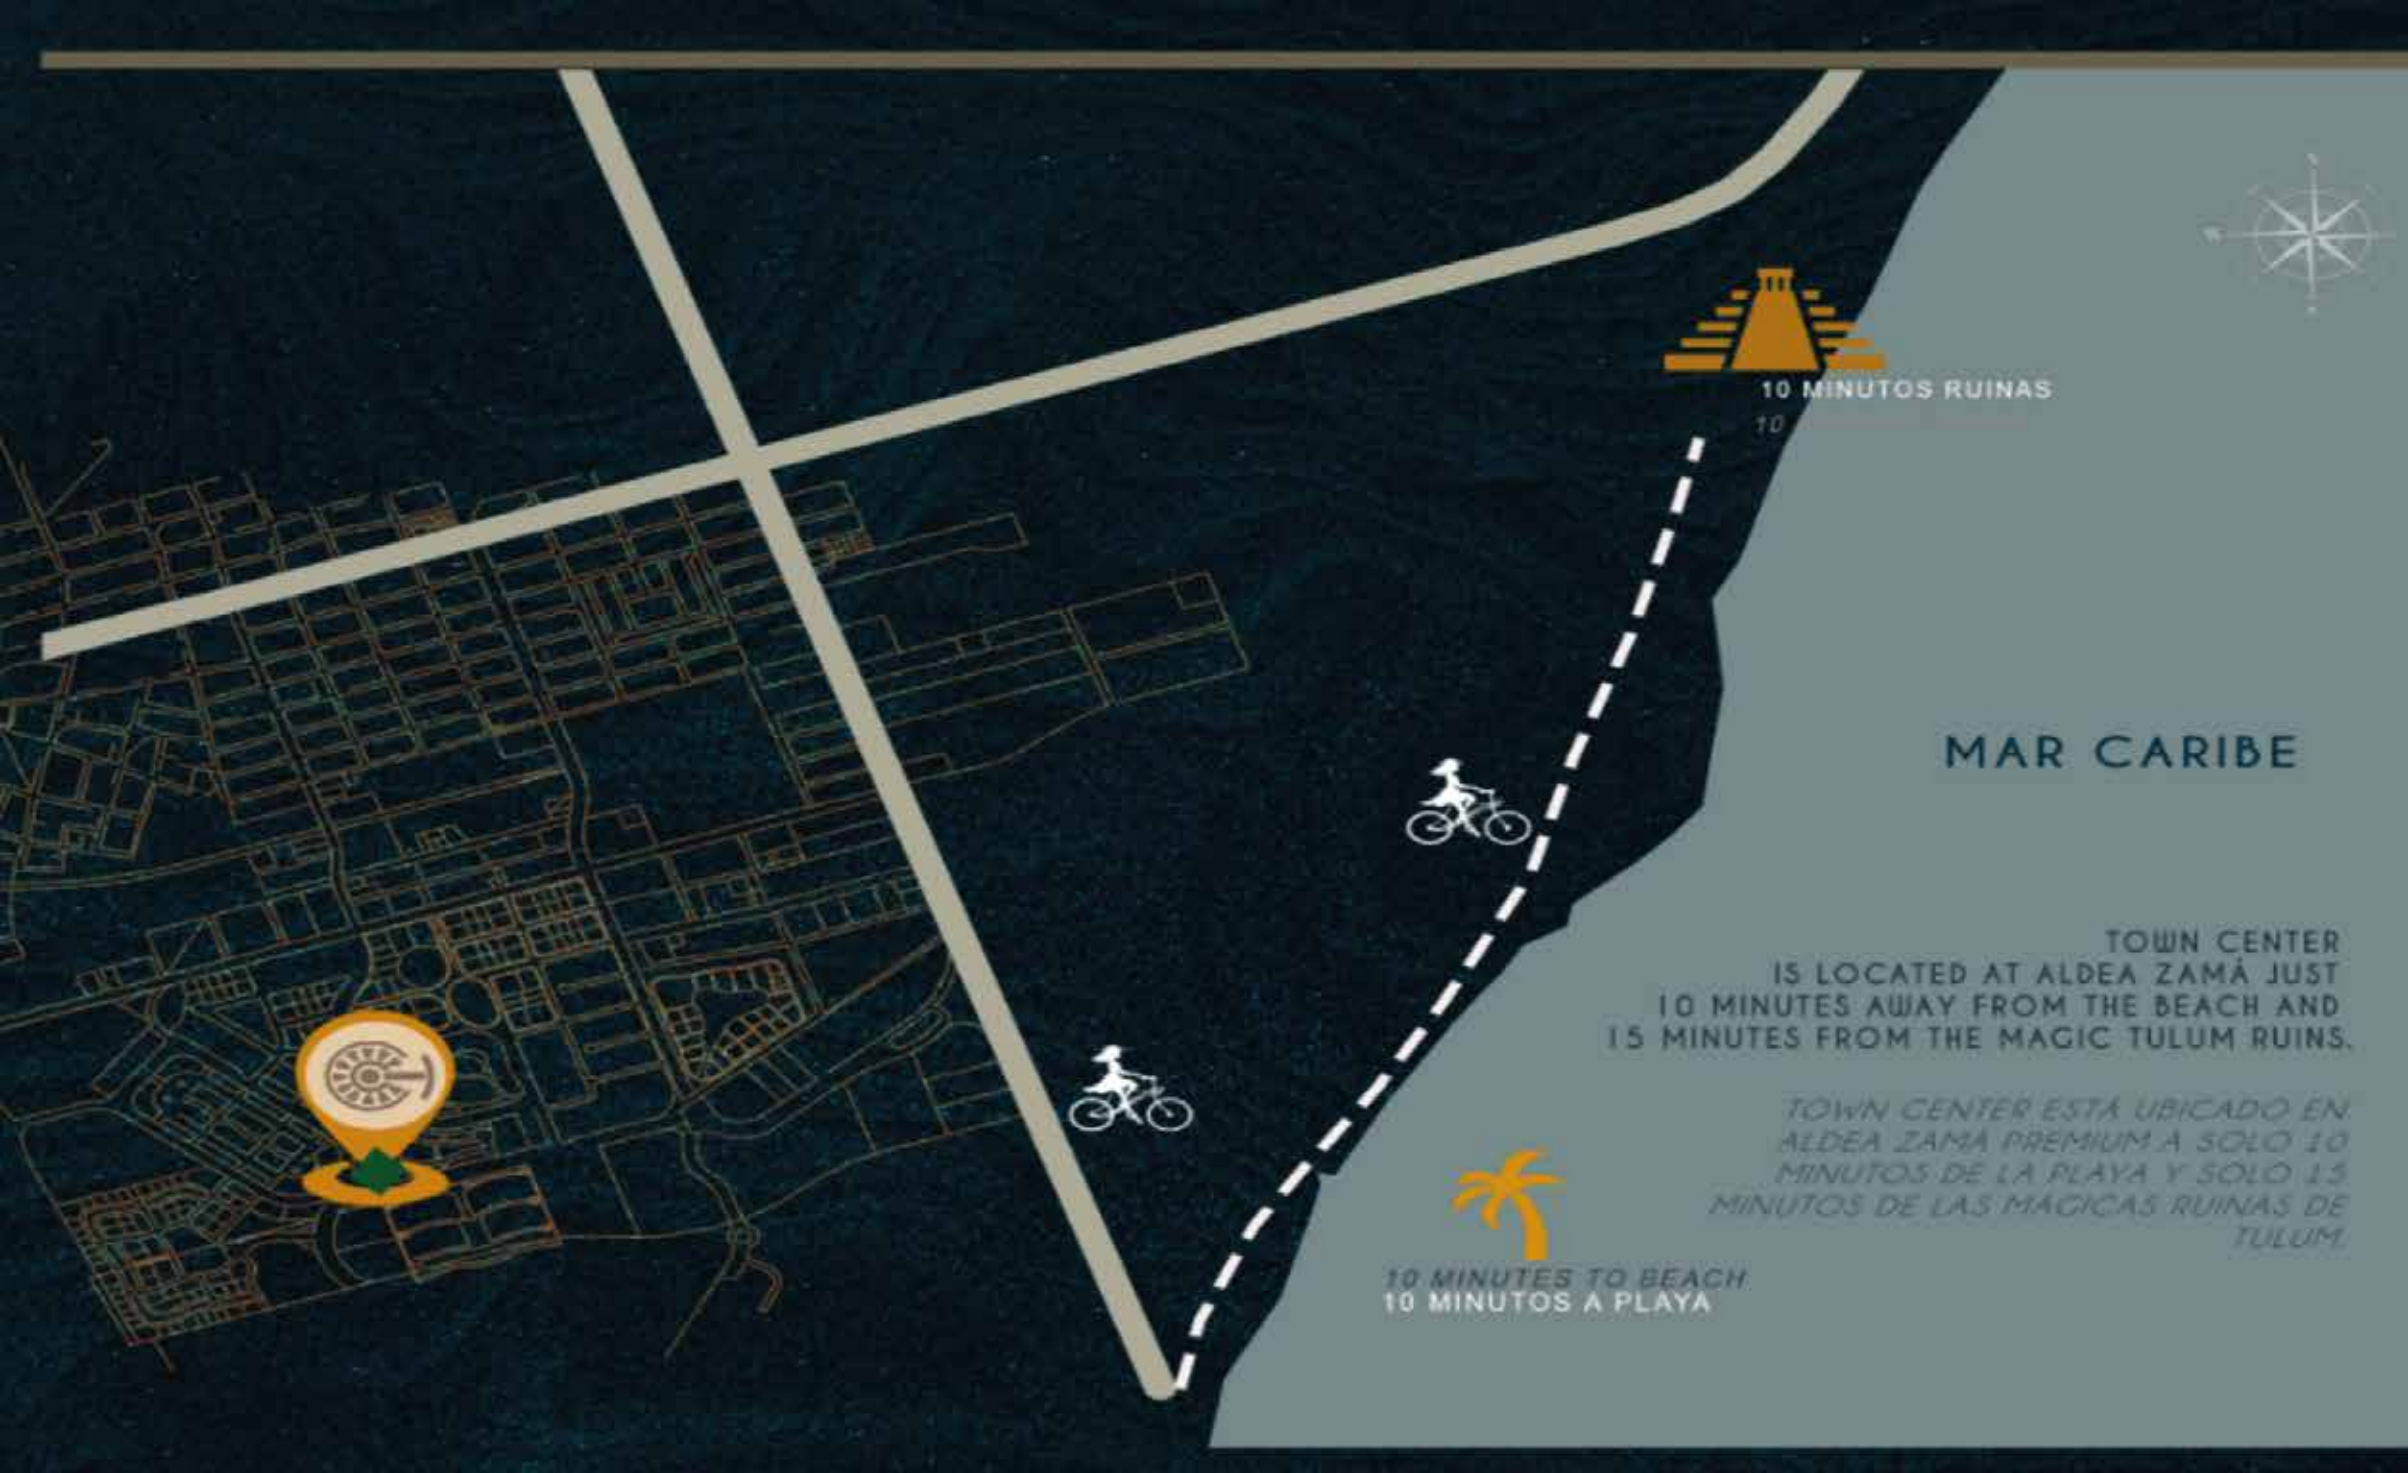 10 MINUTOS RUINAS
10
MAR CARIBE
TOWN CENTER
IS LOCATED AT ALDEA ZAMÁ JUST
10 MINUTES AWAY FROM THE BEACH AND
15 MINUTES FROM THE MAGIC TULUM RUINS.
TOWN CENTER ESTÁ UBICADO EN
ALDEA ZAMÁ PREMIUM A SOLO 10
MINUTOS DE LA PLAYA Y SOLO 15
MINUTOS DE LAS MÁGICAS RUINAS DE
TULUM.
10 MINUTES TO BEACH
10 MINUTOS A PLAYA